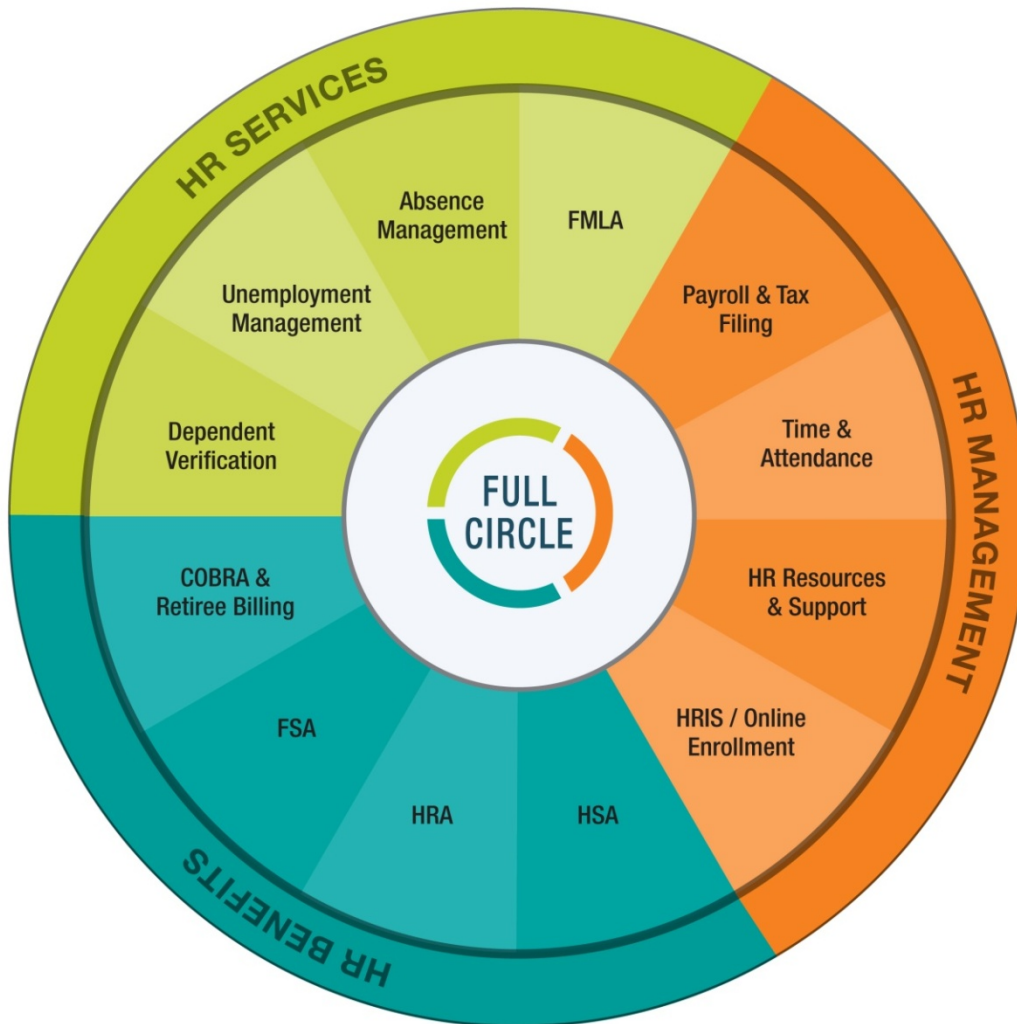 HR SERVICES
Absence
Management
FMLA
Unemployment
Management
Dependent
Verification
HR MANAGEMENT
Payroll & Tax
Filing
Time &
Attendance
HR Resources
& Support
HRIS / Online
Enrollment
FULL
CIRCLE
COBRA &
Retiree Billing
FSA
HRA
HSA
HR BENEFITS